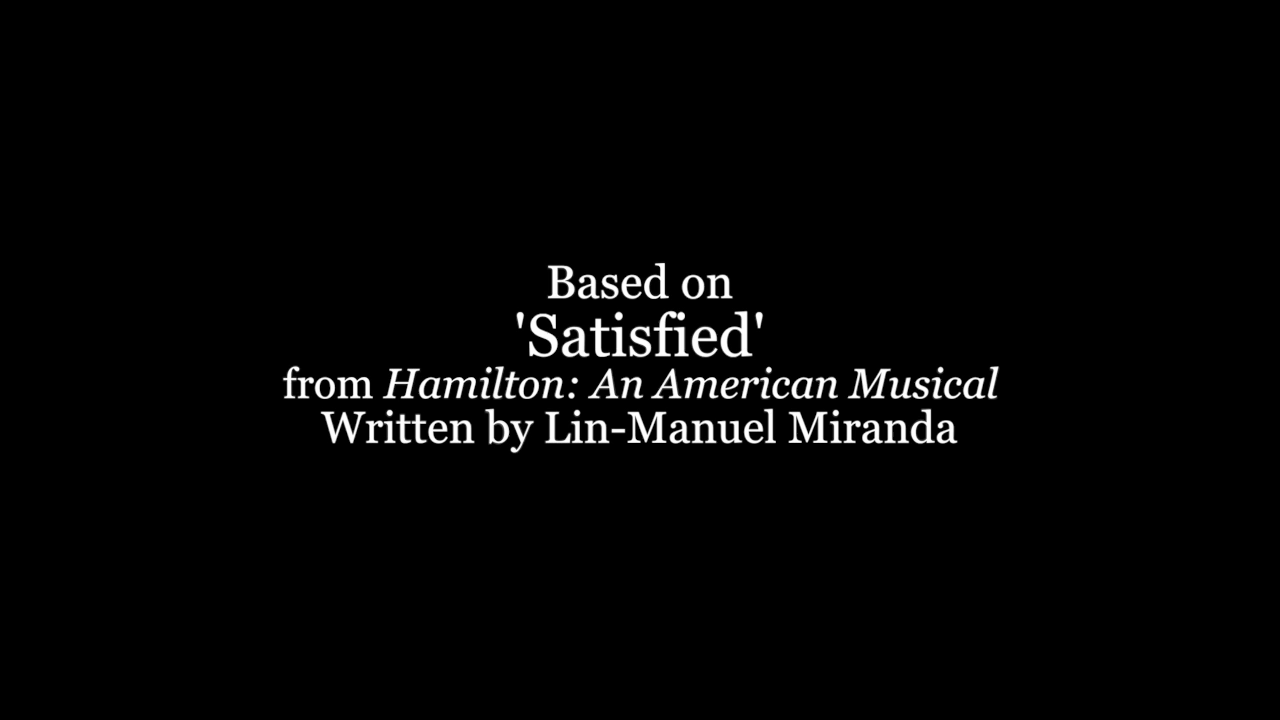 Based on
'Satisfied'
from Hamilton: An American Musical
Written by Lin-Manuel Miranda